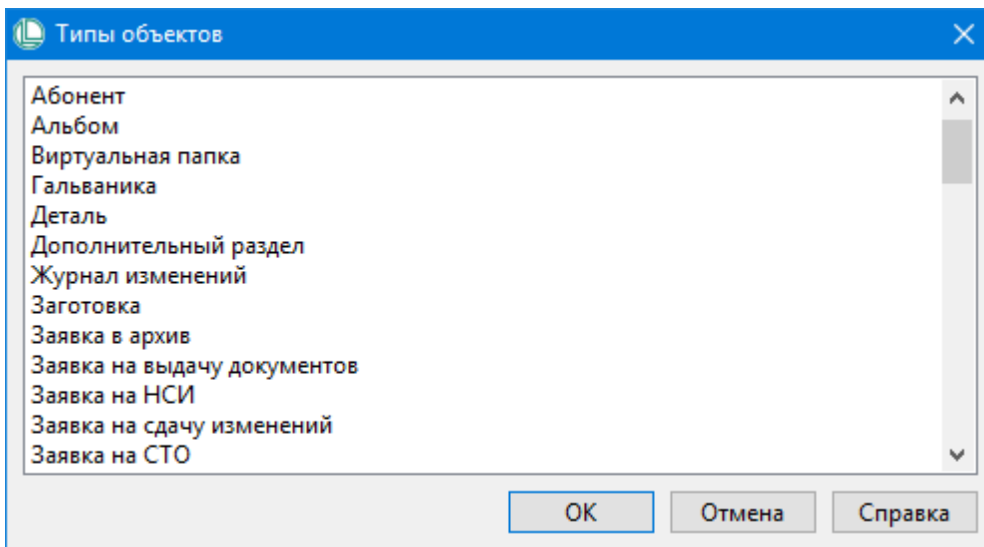 Типы объектов
Абонент
Альбом
Виртуальная папка
Гальваника
Деталь
Дополнительный раздел
Журнал изменений
Заготовка
Заявка в архив
Заявка на выдачу документов
Заявка на НСИ
Заявка на сдачу изменений
Заявка на СТО
ОК Отмена Справка